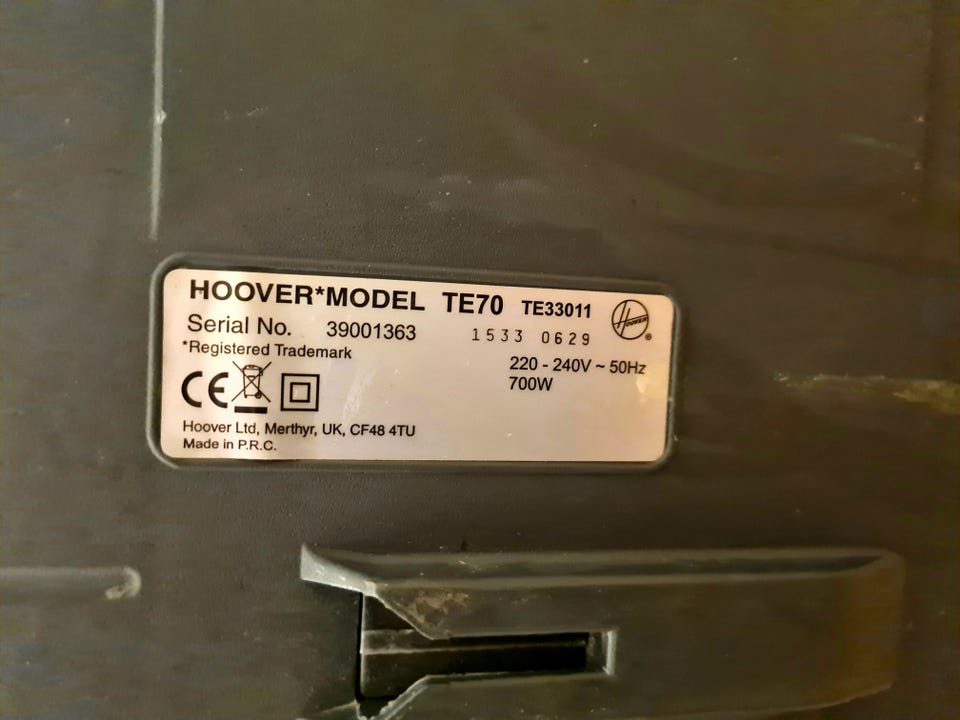 HOOVER*MODEL TE70 TE33011
Serial No. 39001363 1533 0629
*Registered Trademark
220 - 240V ~ 50Hz
700W
CE
Hoover Ltd, Merthyr, UK, CF48 4TU
Made in P.R.C.
HOOVER ®